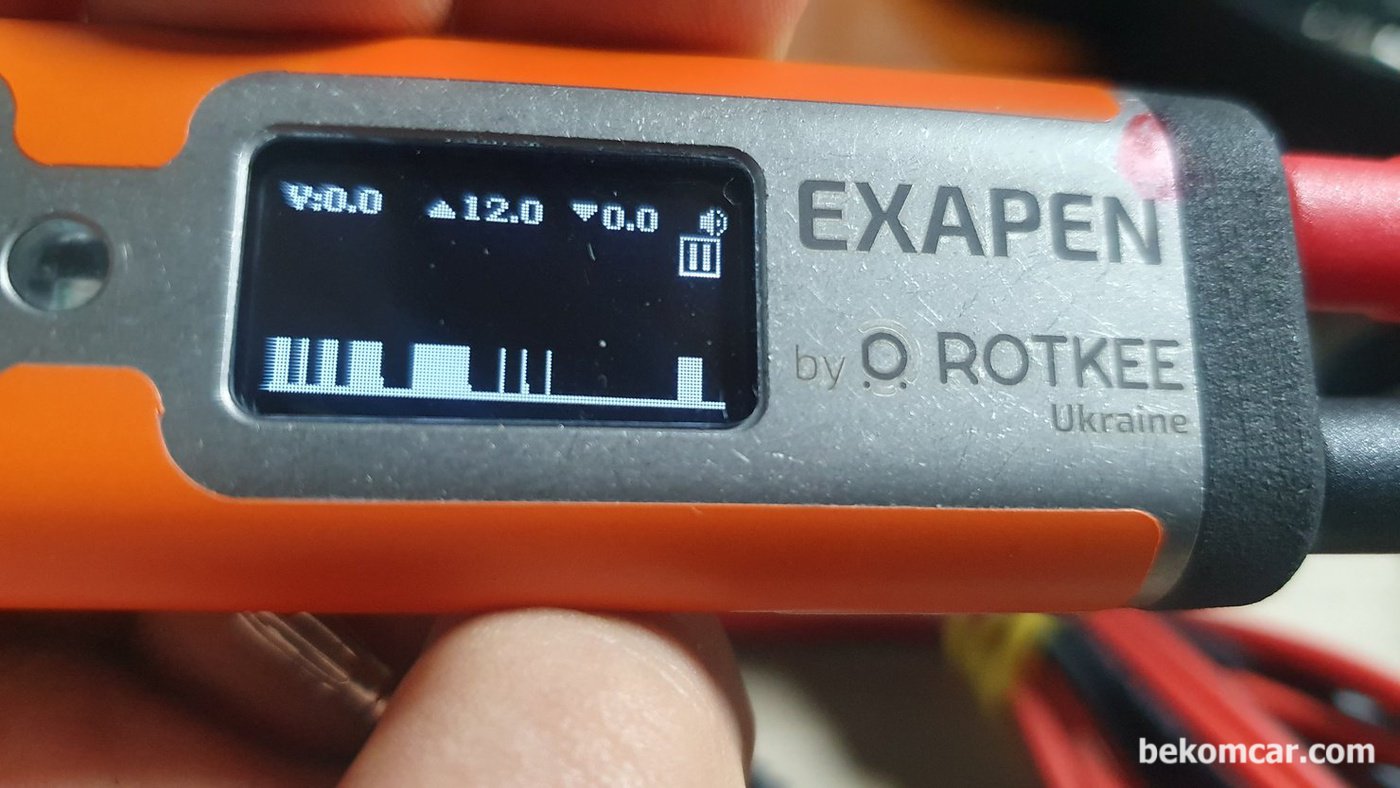 V:0.0 ▲12.0 ▼0.0
EXAPEN
by ROTKEE
Ukraine
bekomcar.com